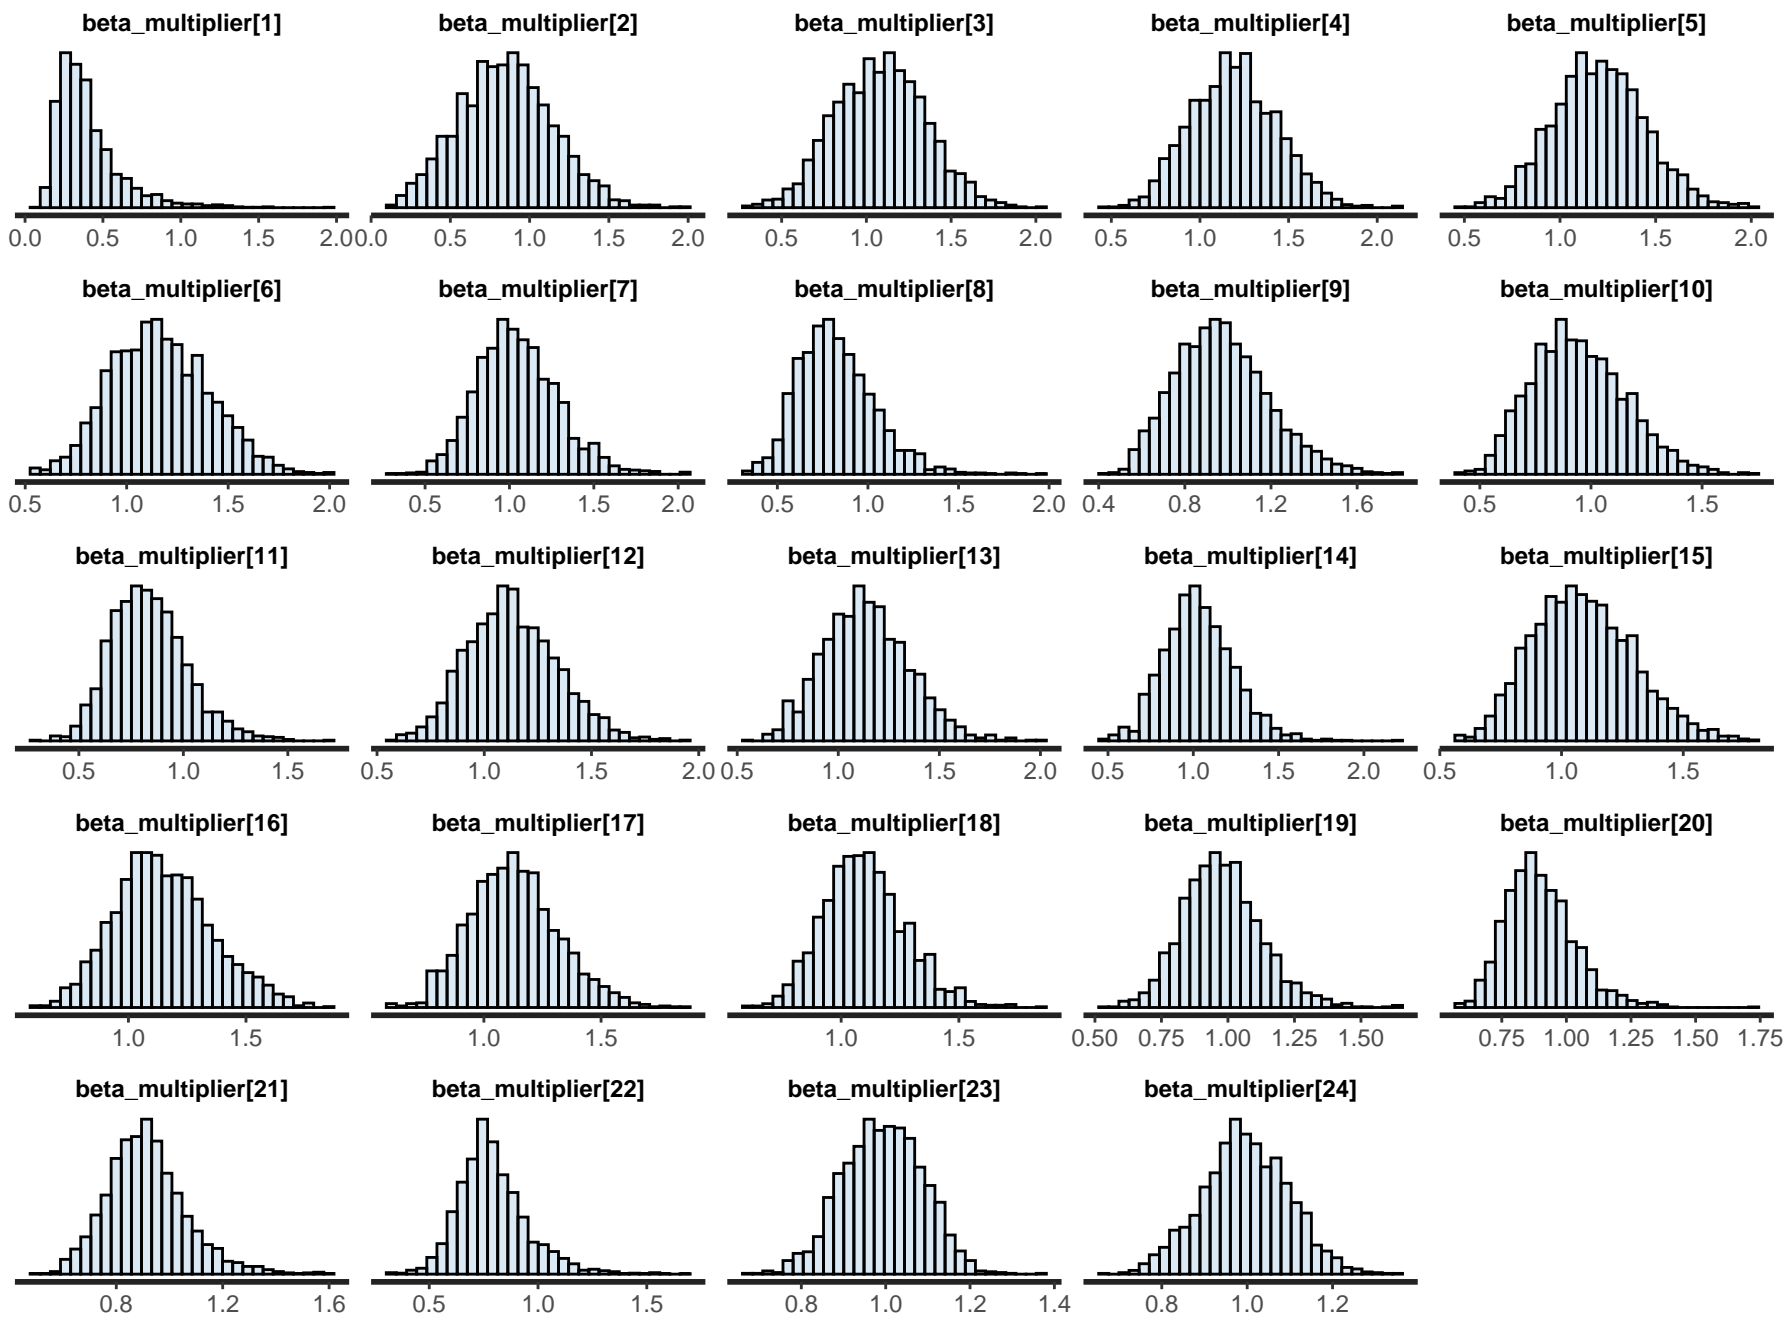 beta_multiplier[1] beta_multiplier[2] beta_multiplier[3] beta_multiplier[4] beta_multiplier[5]
0.0 0.5 1.0 1.5 2.0 0.0 0.5 1.0 1.5 2.0 0.5 1.0 1.5 2.0 0.5 1.0 1.5 2.0 0.5 1.0 1.5 2.0
beta_multiplier[6] beta_multiplier[7] beta_multiplier[8] beta_multiplier[9] beta_multiplier[10]
0.5 1.0 1.5 2.0 0.5 1.0 1.5 2.0 0.5 1.0 1.5 2.0 0.4 0.8 1.2 1.6 0.5 1.0 1.5
beta_multiplier[11] beta_multiplier[12] beta_multiplier[13] beta_multiplier[14] beta_multiplier[15]
0.5 1.0 1.5 0.5 1.0 1.5 2.0 0.5 1.0 1.5 2.0 0.5 1.0 1.5 2.0 0.5 1.0 1.5
beta_multiplier[16] beta_multiplier[17] beta_multiplier[18] beta_multiplier[19] beta_multiplier[20]
1.0 1.5 1.0 1.5 1.0 1.5 0.50 0.75 1.00 1.25 1.50 0.75 1.00 1.25 1.50 1.75
beta_multiplier[21] beta_multiplier[22] beta_multiplier[23] beta_multiplier[24]
0.8 1.2 1.6 0.5 1.0 1.5 0.8 1.0 1.2 1.4 0.8 1.0 1.2